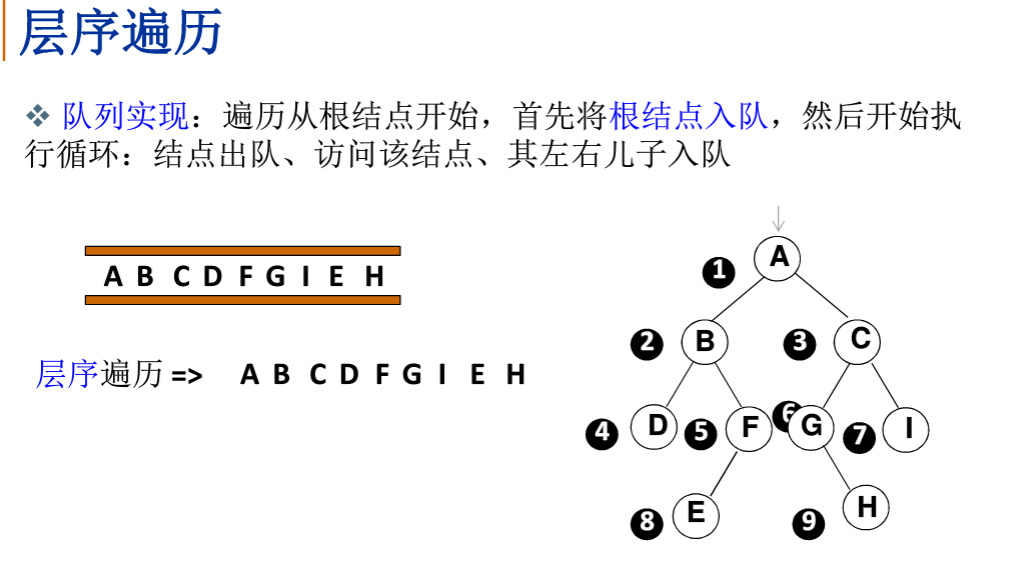 层序遍历
❖ 队列实现：遍历从根结点开始，首先将根结点入队，然后开始执
行循环：结点出队、访问该结点、其左右儿子入队
A B C D F G I E H
层序遍历 => A B C D F G I E H
1 A
2 B 3 C
4 D 5 F 6 G 7 I
8 E 9 H